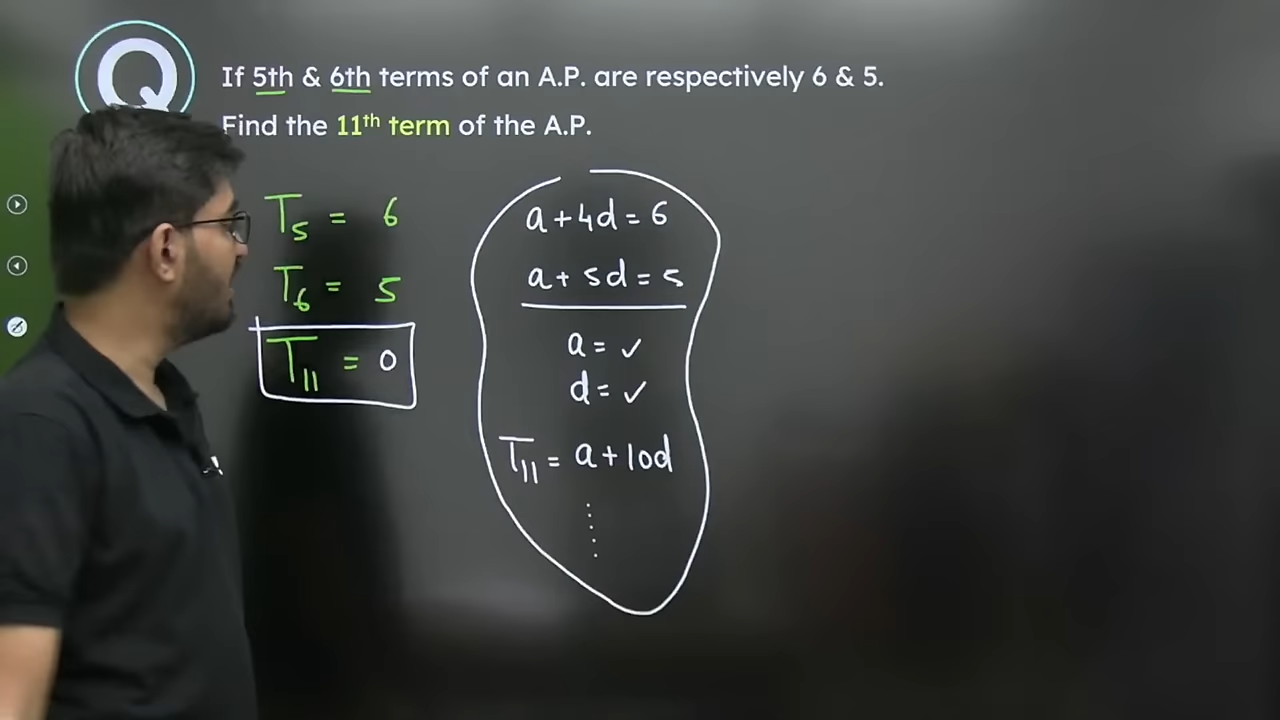 Q
If 5th & 6th terms of an A.P. are respectively 6 & 5.
Find the 11th term of the A.P.
T5 = 6
T6 = 5
T11 = 0
a+4d=6
a+5d=5
a= ✓
d= ✓
T11 = a+10d